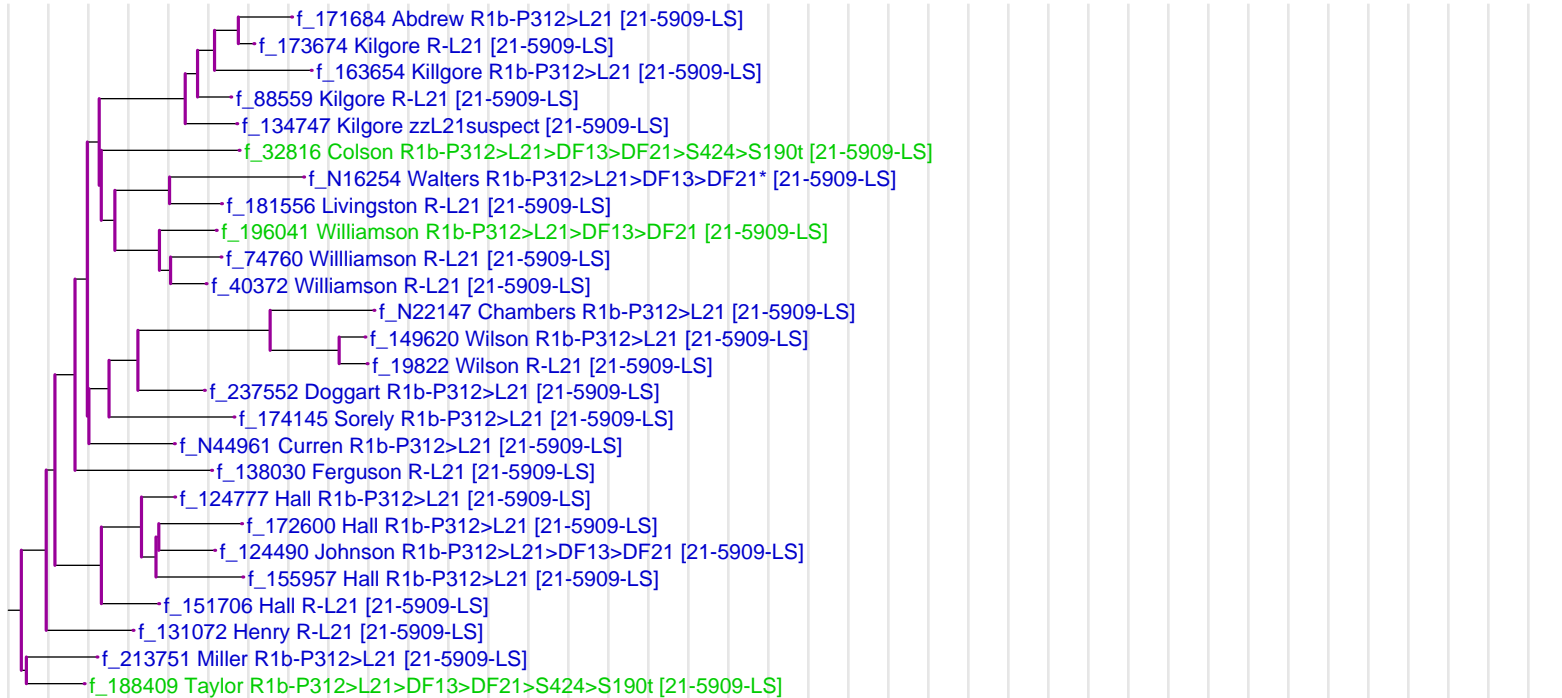 f_171684 Abdrew R1b-P312>L21 [21-5909-LS]
f_173674 Kilgore R-L21 [21-5909-LS]
f_163654 Killgore R1b-P312>L21 [21-5909-LS]
f_88559 Kilgore R-L21 [21-5909-LS]
f_134747 Kilgore zzL21suspect [21-5909-LS]
f_32816 Colson R1b-P312>L21>DF13>DF21>S424>S190t [21-5909-LS]
f_N16254 Walters R1b-P312>L21>DF13>DF21* [21-5909-LS]
f_181556 Livingston R-L21 [21-5909-LS]
f_196041 Williamson R1b-P312>L21>DF13>DF21 [21-5909-LS]
f_74760 Willliamson R-L21 [21-5909-LS]
f_40372 Williamson R-L21 [21-5909-LS]
f_N22147 Chambers R1b-P312>L21 [21-5909-LS]
f_149620 Wilson R1b-P312>L21 [21-5909-LS]
f_19822 Wilson R-L21 [21-5909-LS]
f_237552 Doggart R1b-P312>L21 [21-5909-LS]
f_174145 Sorely R1b-P312>L21 [21-5909-LS]
f_N44961 Curren R1b-P312>L21 [21-5909-LS]
f_138030 Ferguson R-L21 [21-5909-LS]
f_124777 Hall R1b-P312>L21 [21-5909-LS]
f_172600 Hall R1b-P312>L21 [21-5909-LS]
f_124490 Johnson R1b-P312>L21>DF13>DF21 [21-5909-LS]
f_155957 Hall R1b-P312>L21 [21-5909-LS]
f_151706 Hall R-L21 [21-5909-LS]
f_131072 Henry R-L21 [21-5909-LS]
f_213751 Miller R1b-P312>L21 [21-5909-LS]
f_188409 Taylor R1b-P312>L21>DF13>DF21>S424>S190t [21-5909-LS]